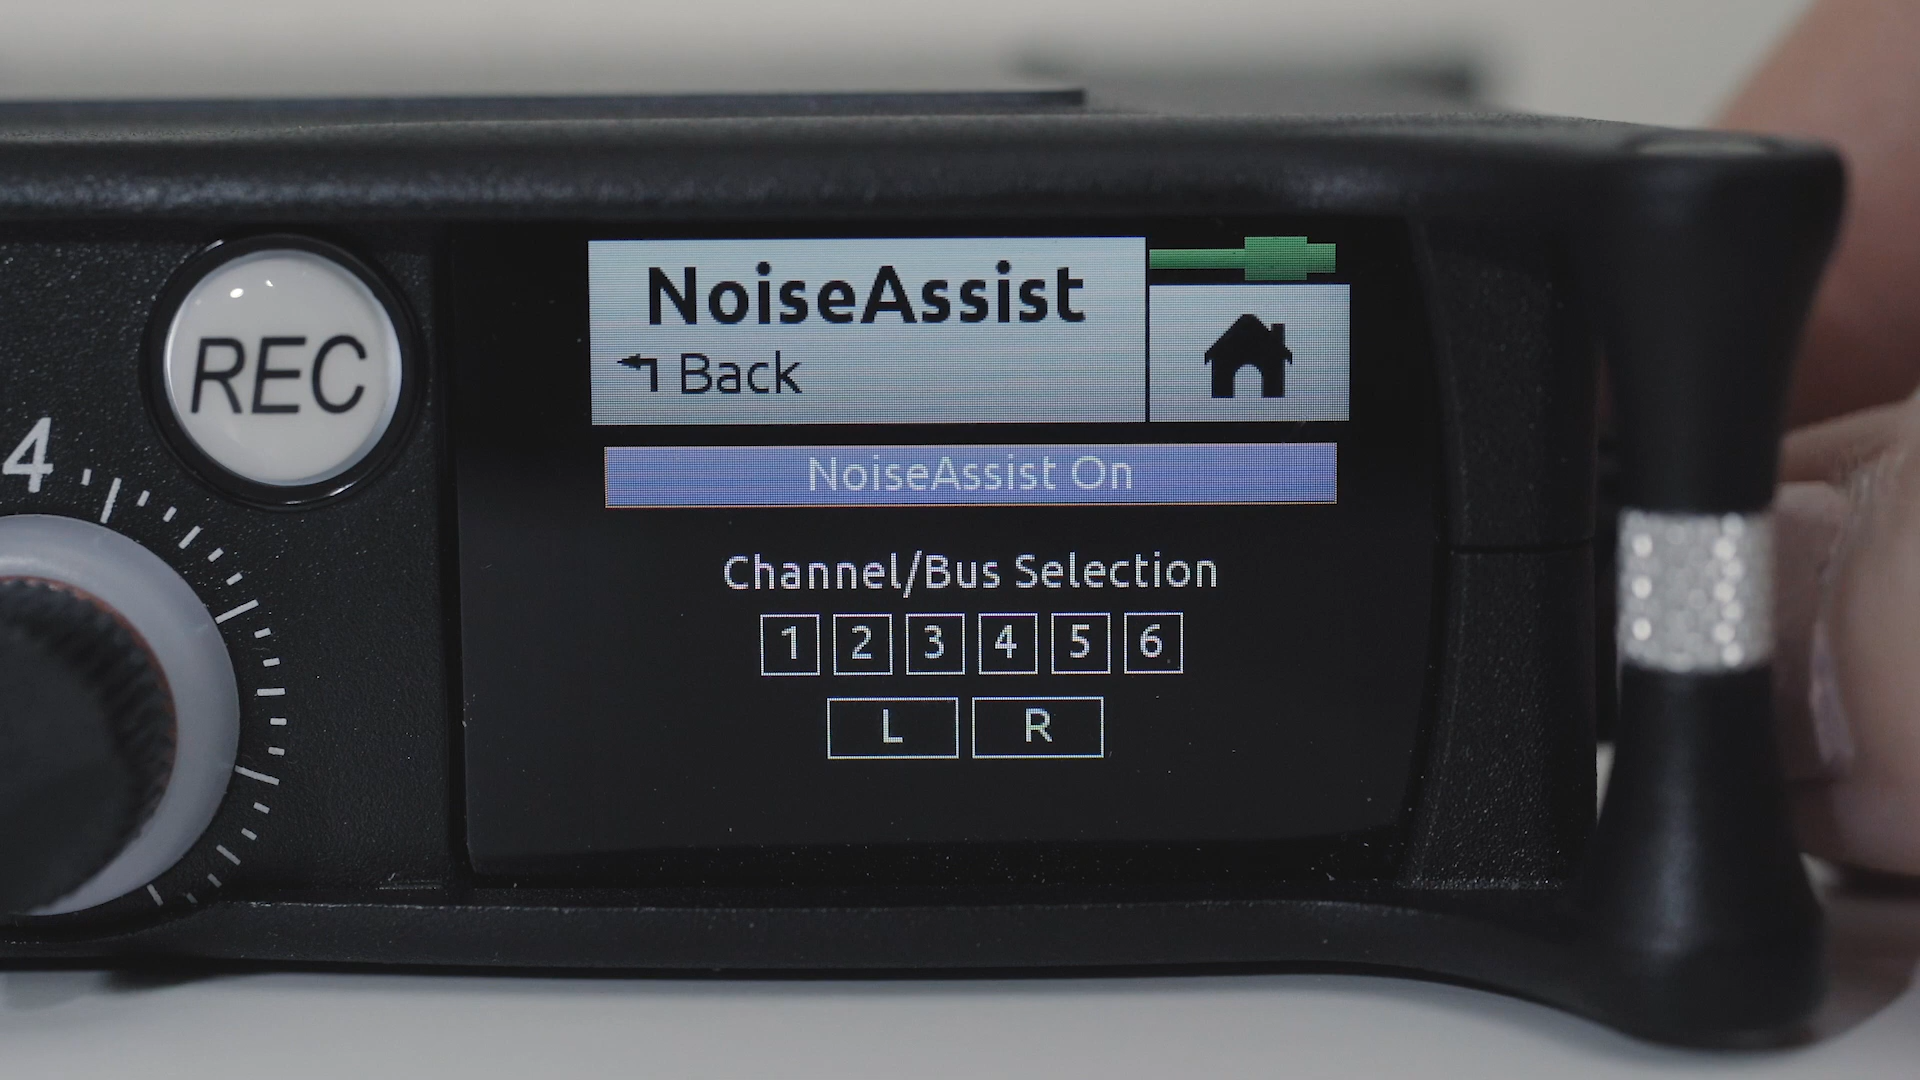 NoiseAssist
Back
REC
4
NoiseAssist On
Channel/Bus Selection
1 2 3 4 5 6
L R